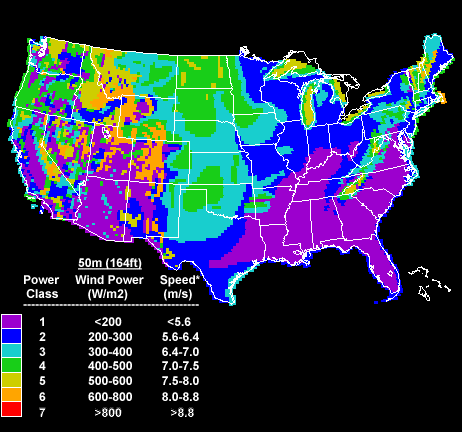 50m (164ft)
Power Wind Power Speed*
Class (W/m2) (m/s)
1 <200 <5.6
2 200-300 5.6-6.4
3 300-400 6.4-7.0
4 400-500 7.0-7.5
5 500-600 7.5-8.0
6 600-800 8.0-8.8
7 >800 >8.8